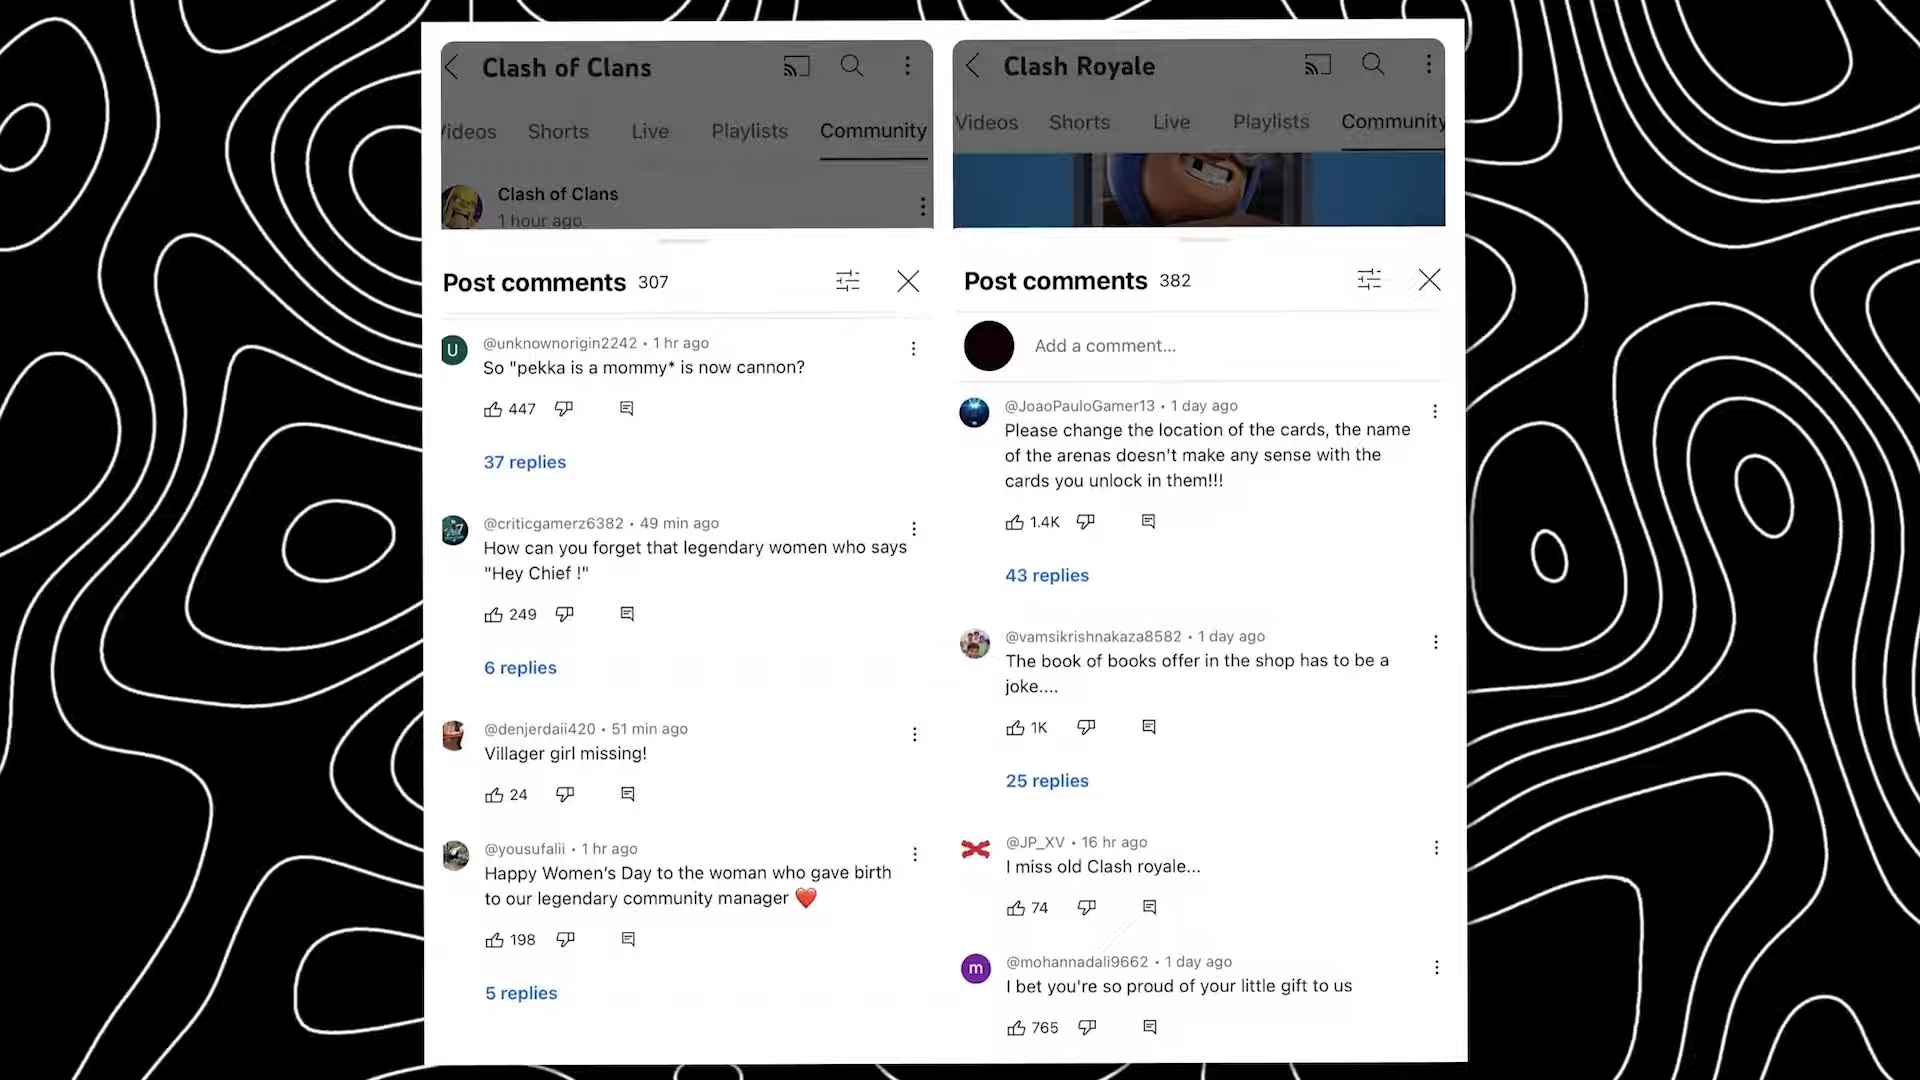 Clash of Clans
Videos Shorts Live Playlists Community
Clash of Clans
1 hour ago
Post comments 307
U
@unknownorigin2242 • 1 hr ago
So "pekka is a mommy* is now cannon?
447
37 replies
@criticgamerz6382 • 49 min ago
How can you forget that legendary women who says
"Hey Chief !"
249
6 replies
@denjerdaii420 • 51 min ago
Villager girl missing!
24
@yousufalii • 1 hr ago
Happy Women's Day to the woman who gave birth
to our legendary community manager ❤️
198
5 replies
Clash Royale
Videos Shorts Live Playlists Community
Post comments 382
Add a comment...
@JoaoPauloGamer13 • 1 day ago
Please change the location of the cards, the name
of the arenas doesn't make any sense with the
cards you unlock in them!!!
1.4K
43 replies
@vamsikrishnakaza8582 • 1 day ago
The book of books offer in the shop has to be a
joke....
1K
25 replies
@JP_XV • 16 hr ago
I miss old Clash royale...
74
m
@mohannadali9662 • 1 day ago
I bet you're so proud of your little gift to us
765